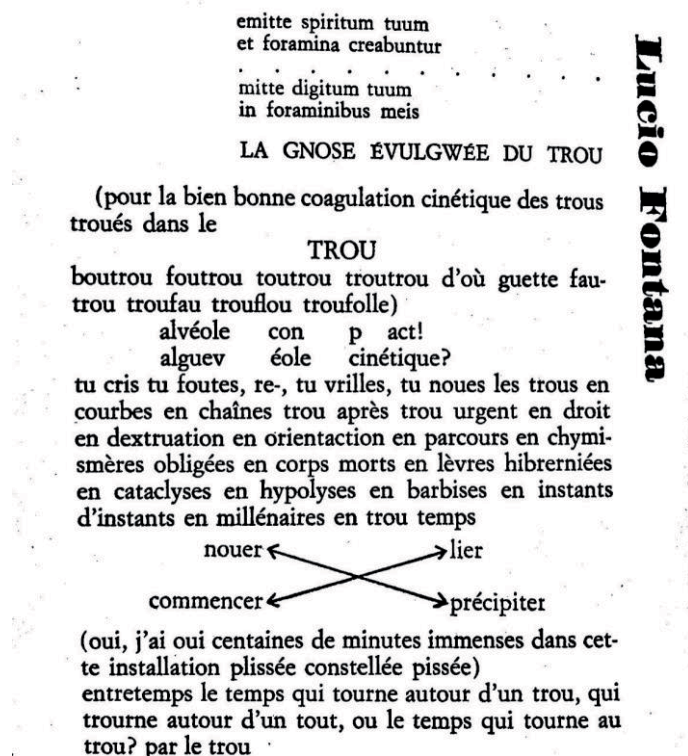 emitte spiritum tuum
et foramina creabuntur
. . . . . . . . . . .
mitte digitum tuum
in foraminibus meis
LA GNOSE ÉVULGWÉE DU TROU
(pour la bien bonne coagulation cinétique des trous
troués dans le
TROU
boutrou foutrou toutrou troutrou d'où guette fau-
trou troufau trouflou troufolle)
alvéole con p act!
alguev éole cinétique?
tu cris tu foutes, re-, tu vrilles, tu noues les trous en
courbes en chaînes trou après trou urgent en droit
en dextruation en orientaction en parcours en chymi-
smères obligées en corps morts en lèvres hibrerniées
en cataclyses en hypolyses en barbises en instants
d'instants en millénaires en trou temps
nouer lier
commencer précipiter
(oui, j'ai oui centaines de minutes immenses dans cet-
te installation plissée constellée pissée)
entretemps le temps qui tourne autour d'un trou, qui
trourne autour d'un tout, ou le temps qui tourne au
trou? par le trou
Lucio Fontana